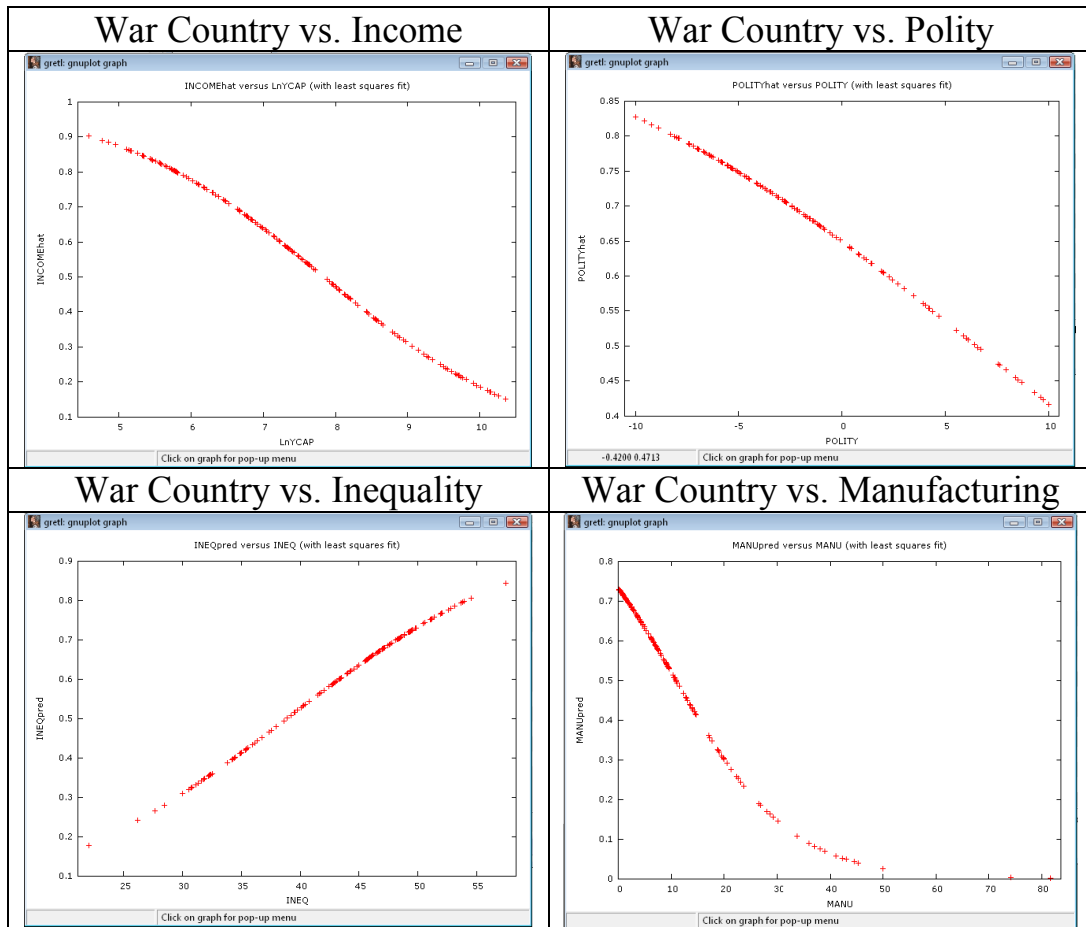 War Country vs. Income
War Country vs. Polity
gretl: gnuplot graph
INCOMEhat versus LnYCAP (with least squares fit)
1
0.9
0.8
0.7
0.6
0.5
0.4
0.3
0.2
0.1
INCOMEhat
5 6 7 8 9 10
LnYCAP
Click on graph for pop-up menu
gretl: gnuplot graph
POLITYhat versus POLITY (with least squares fit)
0.85
0.8
0.75
0.7
0.65
0.6
0.55
0.5
0.45
0.4
POLITYhat
-10 -5 0 5 10
POLITY
-0.4200 0.4713 Click on graph for pop-up menu
War Country vs. Inequality
War Country vs. Manufacturing
gretl: gnuplot graph
INEQpred versus INEQ (with least squares fit)
0.9
0.8
0.7
0.6
0.5
0.4
0.3
0.2
0.1
INEQpred
25 30 35 40 45 50 55
INEQ
Click on graph for pop-up menu
gretl: gnuplot graph
MANUpred versus MANU (with least squares fit)
0.8
0.7
0.6
0.5
0.4
0.3
0.2
0.1
0
MANUpred
0 10 20 30 40 50 60 70 80
MANU
Click on graph for pop-up menu